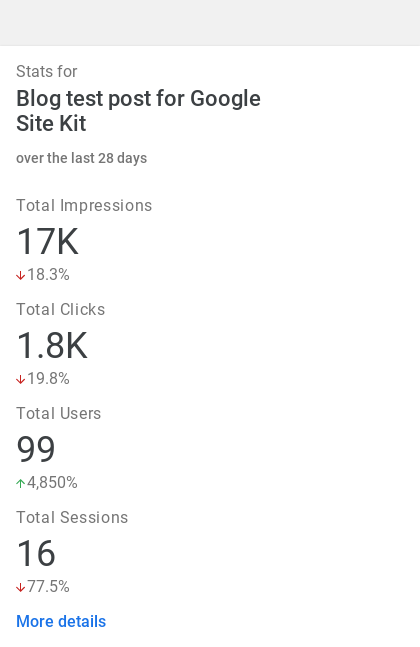 Stats for
Blog test post for Google
Site Kit
over the last 28 days
Total Impressions
17K
↓18.3%
Total Clicks
1.8K
↓19.8%
Total Users
99
↑4,850%
Total Sessions
16
↓77.5%
More details